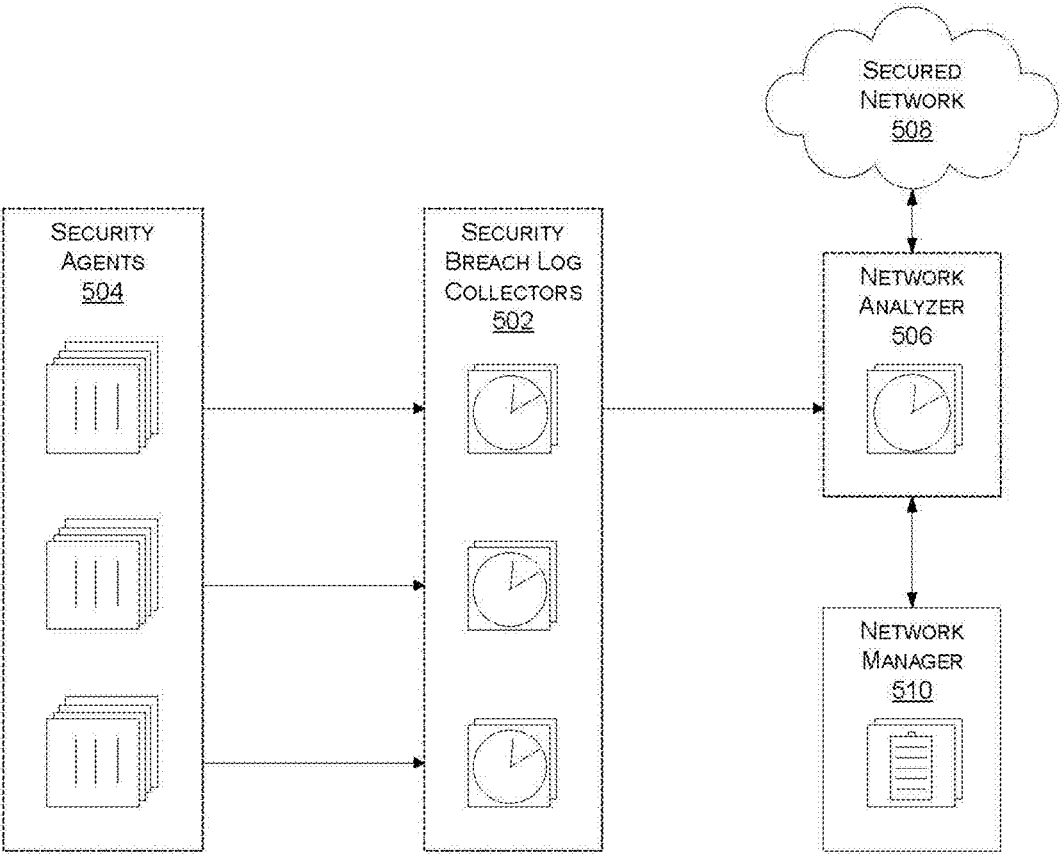 SECURED
NETWORK
508
SECURITY
AGENTS
504
SECURITY
BREACH LOG
COLLECTORS
502
NETWORK
ANALYZER
506
NETWORK
MANAGER
510